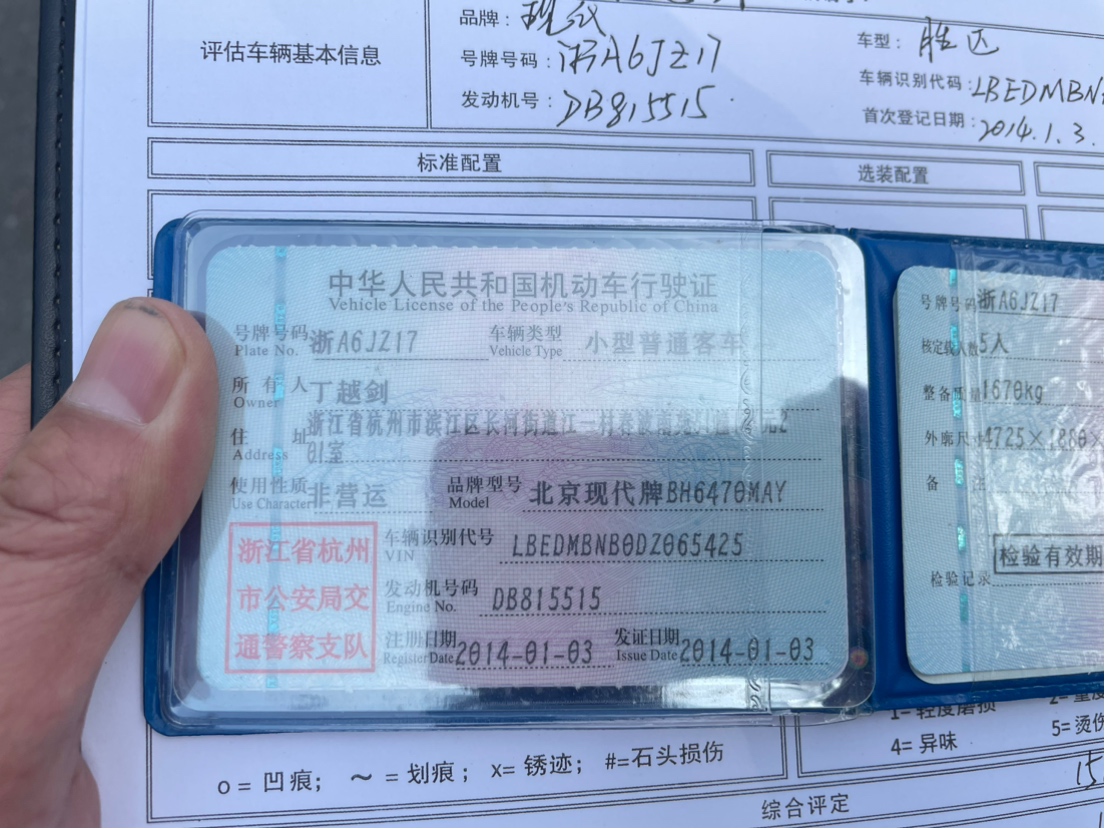 评估车辆基本信息
品牌：现代
车型：胜达
号牌号码：浙A6JZ17
车辆识别代码：LBEDMBN
发动机号：DB815515
首次登记日期：2014.1.3.
标准配置
选装配置
中华人民共和国机动车行驶证
Vehicle License of the People's Republic of China
号牌号码 浙A6JZ17 车辆类型 小型普通客车
Plate No. Vehicle Type
所有人 丁越剑
Owner
住址 浙江省杭州市滨江区长河街道江一村春波南苑
Address 01室
使用性质 非营运 品牌型号 北京现代牌BH6470MAY
Use Character Model
浙江省杭州
市公安局交
通警察支队
车辆识别代号 LBEDMBNB0DZ065425
VIN
发动机号码 DB815515
Engine No.
注册日期 2014-01-03 发证日期 2014-01-03
Register Date Issue Date
号牌号码 浙A6JZ17
核定载人数 5人
整备质量 1670kg
外廓尺寸 4725×1880×
备注
检验有效期
检验记录
1=轻度磨损
4=异味
5=烫伤
o=凹痕； ～=划痕； x=锈迹； #=石头损伤
综合评定